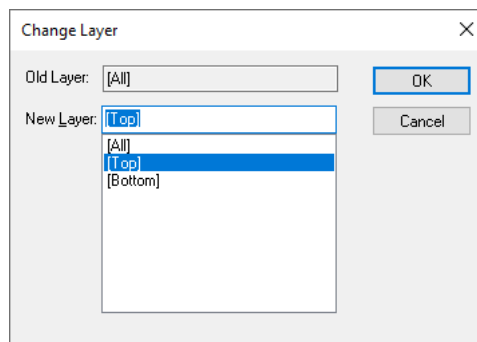 Change Layer
Old Layer: [All]
OK
New Layer: [Top]
Cancel
[All]
[Top]
[Bottom]